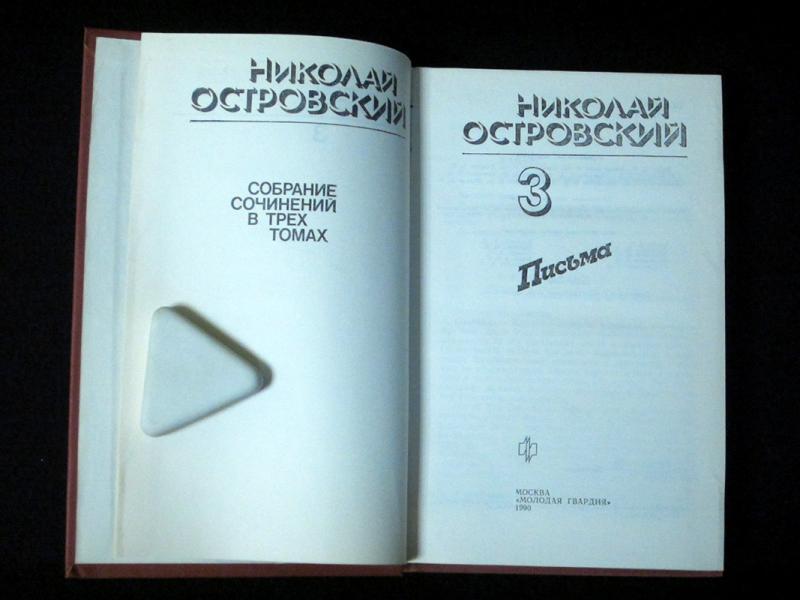 НИКОЛАЙ
ОСТРОВСКИЙ
СОБРАНИЕ
СОЧИНЕНИЙ
В ТРЕХ
ТОМАХ
НИКОЛАЙ
ОСТРОВСКИЙ
3
Письма
МОСКВА
«МОЛОДАЯ ГВАРДИЯ»
1990